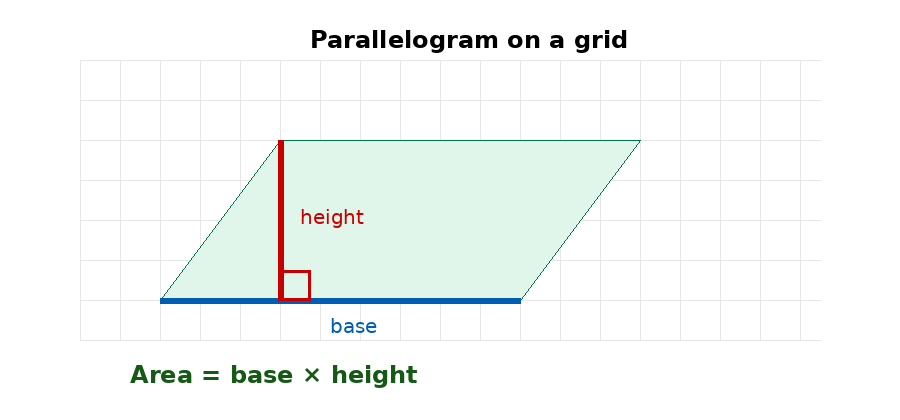 Parallelogram on a grid
height
base
Area = base × height